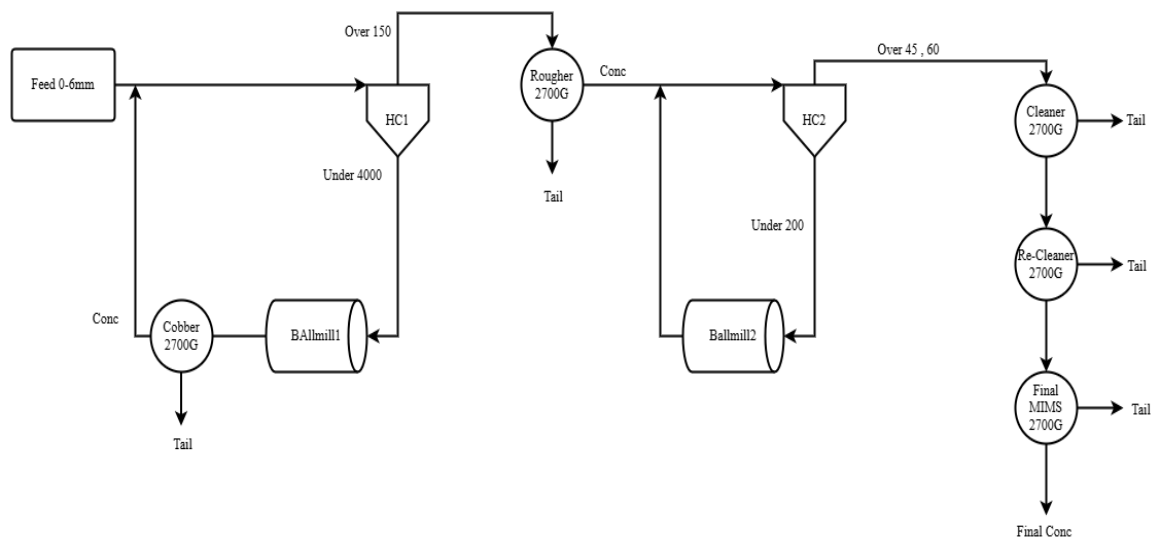 Over 150
Over 45 , 60
Feed 0-6mm
HC1
Rougher
2700G
Conc
HC2
Cleaner
2700G
Tail
Under 4000
Tail
Under 200
Re-Cleaner
2700G
Tail
Conc
Cobber
2700G
BAllmill1
Ballmill2
Final
MIMS
2700G
Tail
Tail
Final Conc